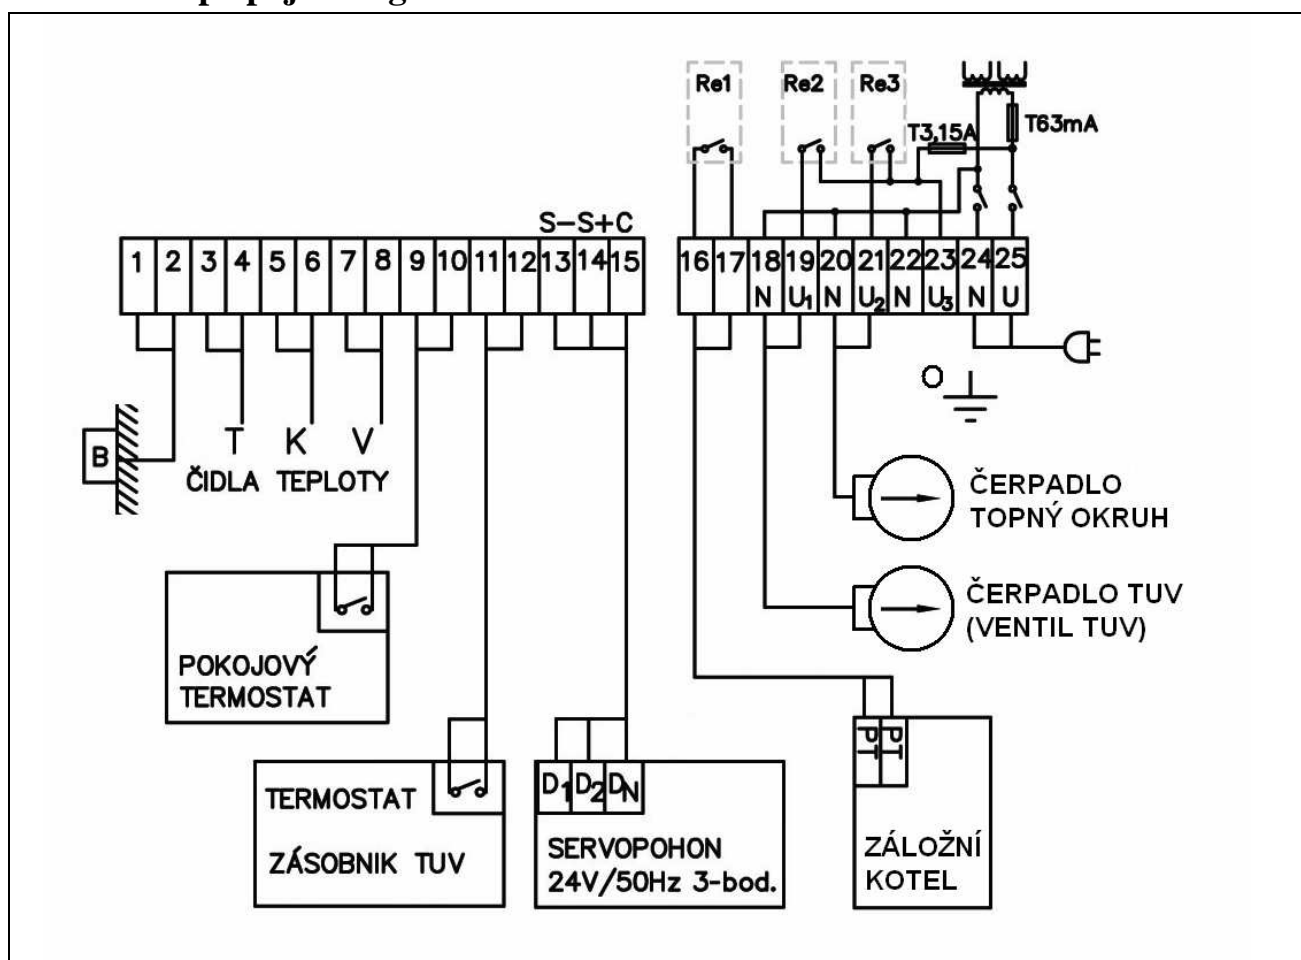 Re1 Re2 Re3
T3,15A T63mA
S-S+C
1 2 3 4 5 6 7 8 9 10 11 12 13 14 15
16 17 18 19 20 21 22 23 24 25
N U1 N U2 N U3 N U
O
B
T K V
ČIDLA TEPLOTY
ČERPADLO
TOPNÝ OKRUH
ČERPADLO TUV
(VENTIL TUV)
POKOJOVÝ
TERMOSTAT
TERMOSTAT
ZÁSOBNIK TUV
D1 D2 DN
SERVOPOHON
24V/50Hz 3-bod.
PT PT
ZÁLOŽNÍ
KOTEL